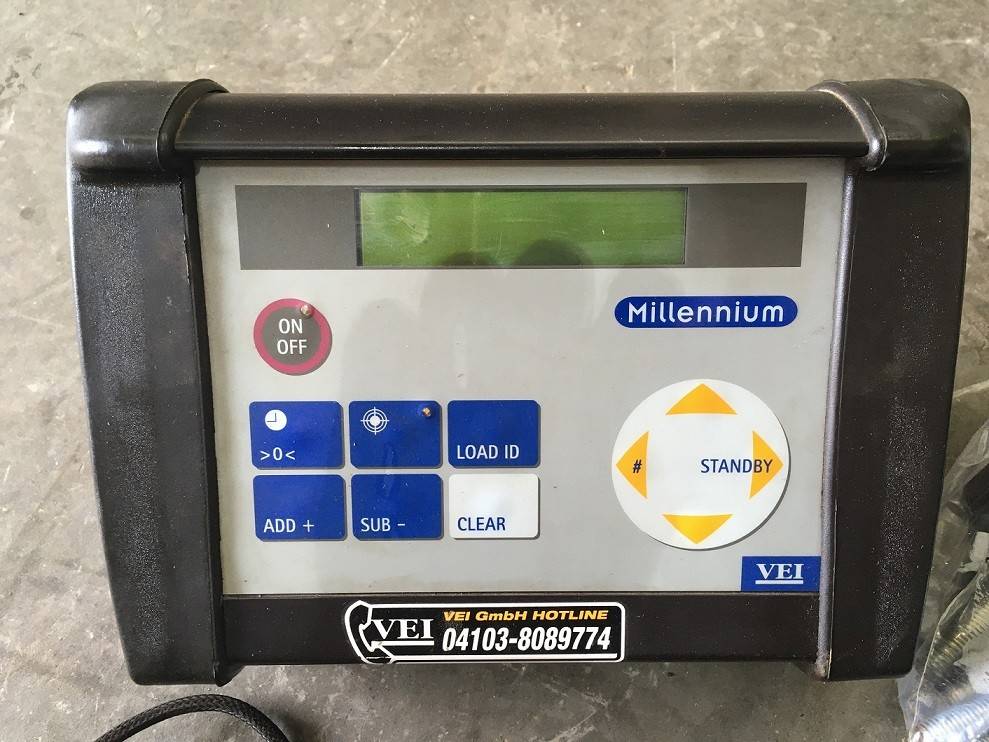 ON
OFF
Millennium
>0<
LOAD ID
# STANDBY
ADD + SUB - CLEAR
VEI
VEI GmbH HOTLINE
VEI 04103-8089774